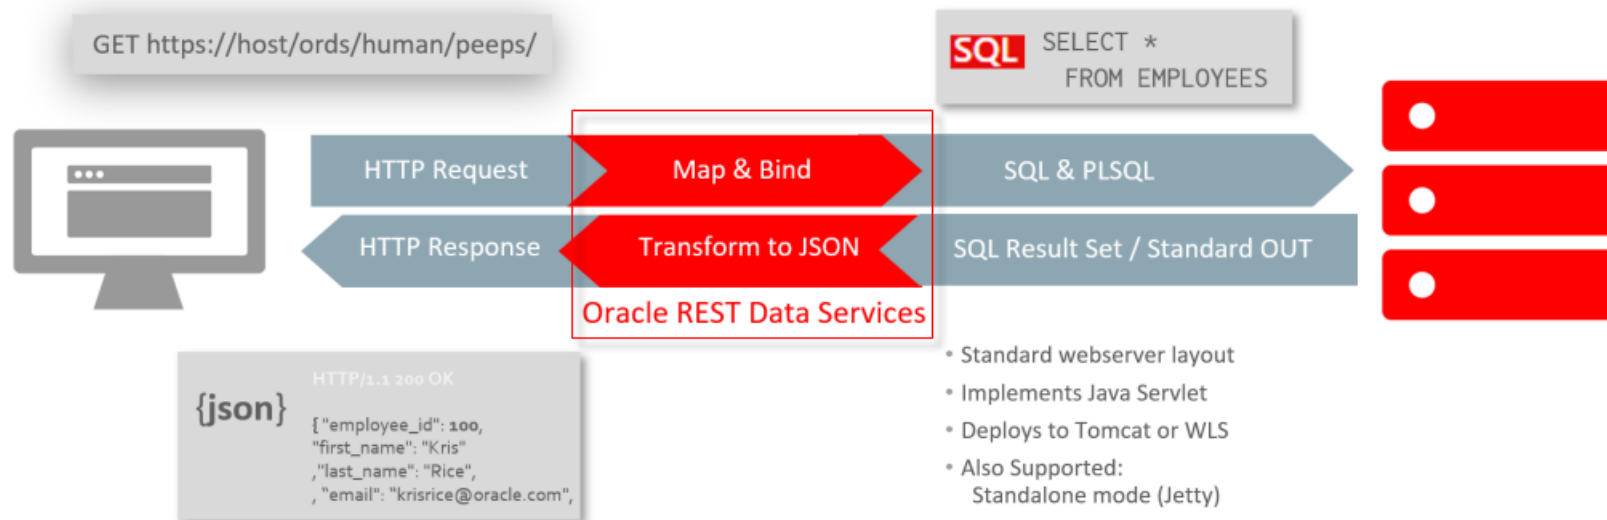 GET https://host/ords/human/peeps/
SQL
SELECT *
FROM EMPLOYEES
HTTP Request
Map & Bind
SQL & PLSQL
HTTP Response
Transform to JSON
SQL Result Set / Standard OUT
Oracle REST Data Services
{json}
HTTP/1.1 200 OK
{ "employee_id": 100,
"first_name": "Kris"
,"last_name": "Rice",
, "email": "krisrice@oracle.com",
• Standard webserver layout
• Implements Java Servlet
• Deploys to Tomcat or WLS
• Also Supported:
Standalone mode (Jetty)